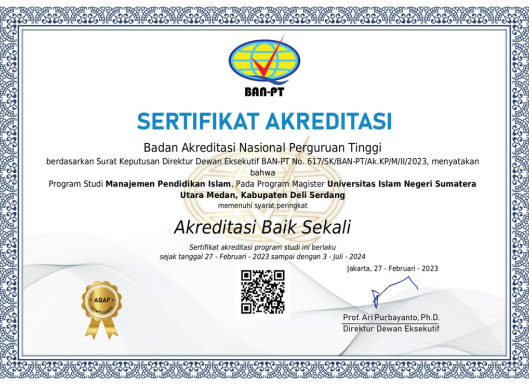 BAN-PT
SERTIFIKAT AKREDITASI
Badan Akreditasi Nasional Perguruan Tinggi
berdasarkan Surat Keputusan Direktur Dewan Eksekutif BAN-PT No. 617/SK/BAN-PT/Ak.KP/M/II/2023, menyatakan
bahwa
Program Studi Manajemen Pendidikan Islam, Pada Program Magister Universitas Islam Negeri Sumatera
Utara Medan, Kabupaten Deli Serdang
memenuhi syarat peringkat
Akreditasi Baik Sekali
Sertifikat akreditasi program studi ini berlaku
sejak tanggal 27 - Februari - 2023 sampai dengan 3 - Juli - 2024
Jakarta, 27 - Februari - 2023
AQAF
Prof. Ari Purbayanto, Ph.D.
Direktur Dewan Eksekutif